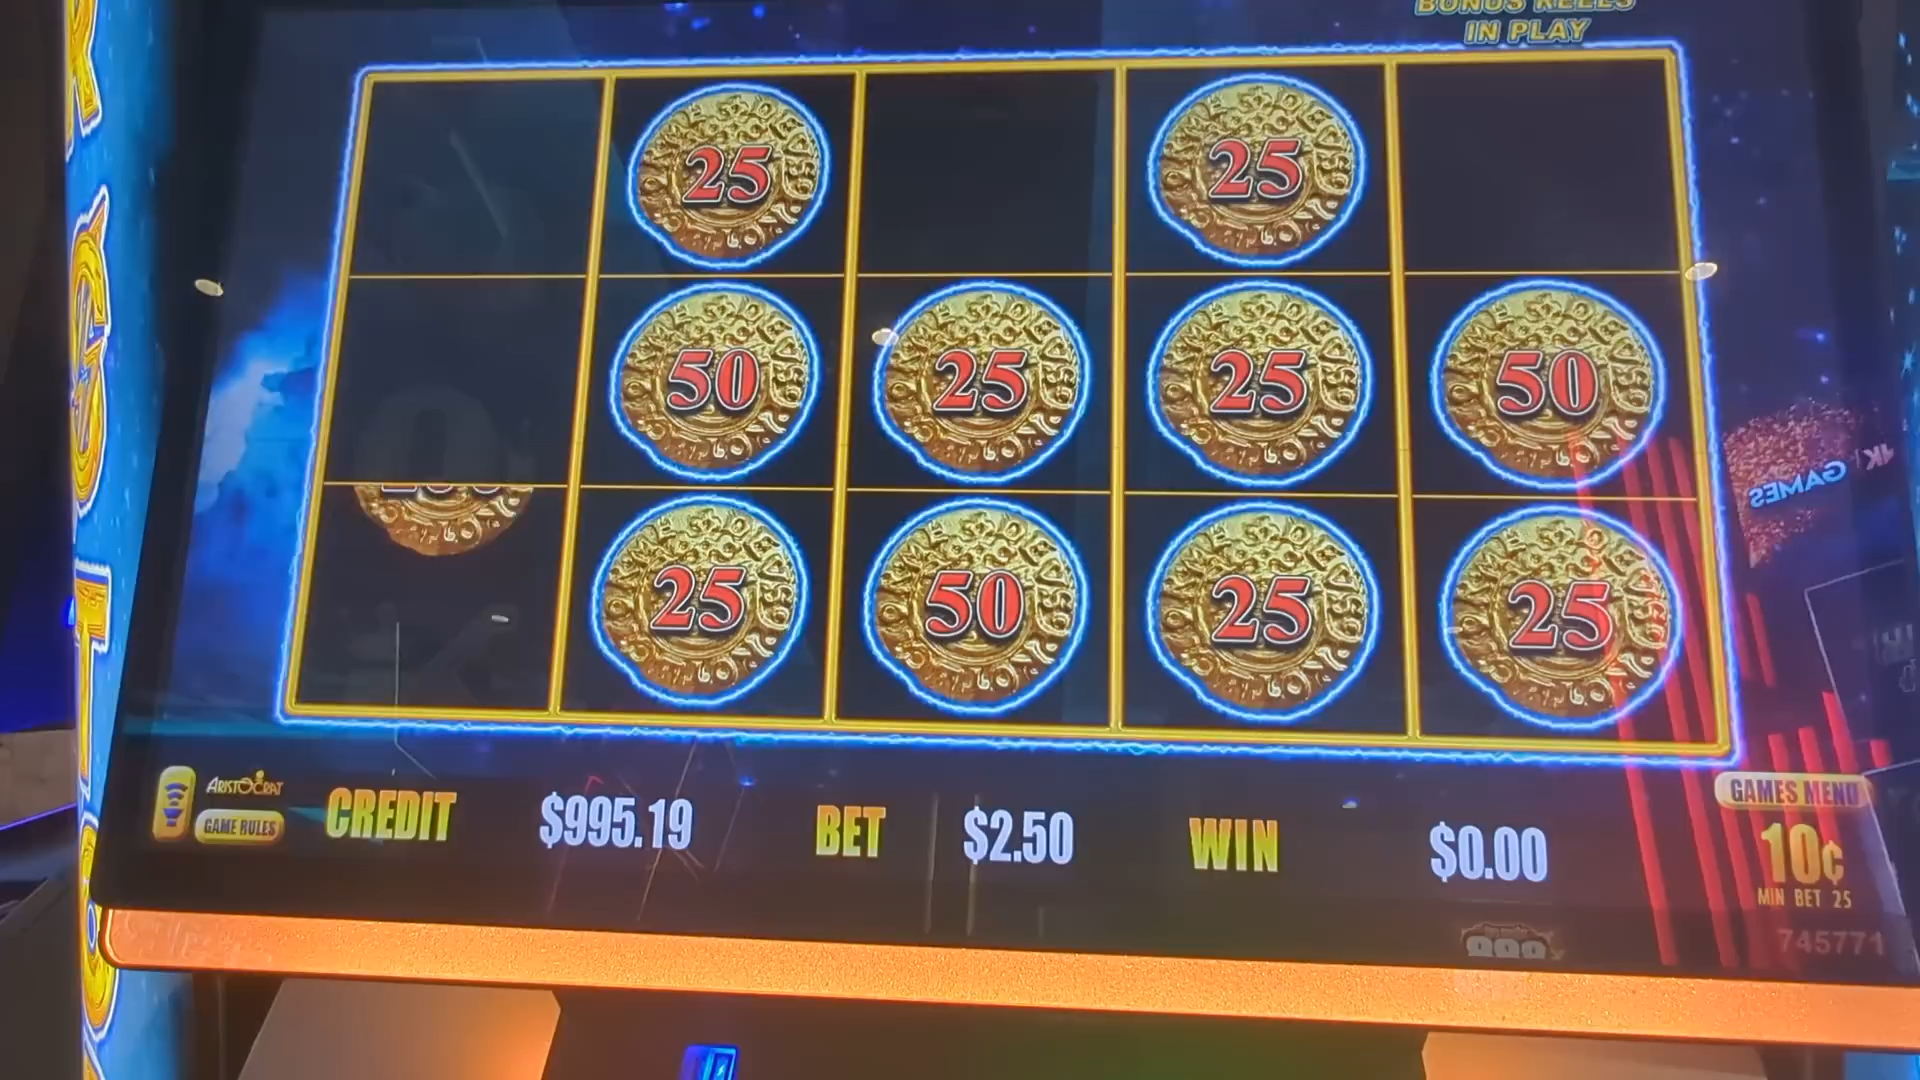 BONUS REELS
IN PLAY
25
25
50
25
25
50
25
50
25
25
4K
GAMES
ARISTOCRAT
GAME RULES
CREDIT
$995.19
BET
$2.50
WIN
$0.00
GAMES MENU
10¢
MIN BET 25
745771